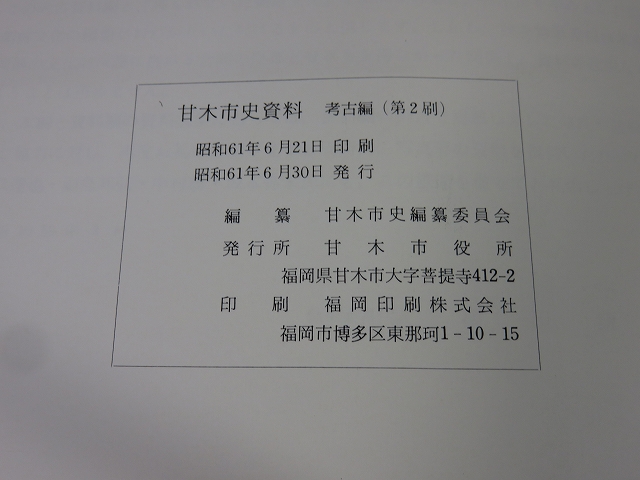 甘木市史資料 考古編(第2刷)
昭和61年6月21日 印刷
昭和61年6月30日 発行
編纂 甘木市史編纂委員会
発行所 甘木市役所
福岡県甘木市大字菩提寺412-2
印刷 福岡印刷株式会社
福岡市博多区東那珂1-10-15